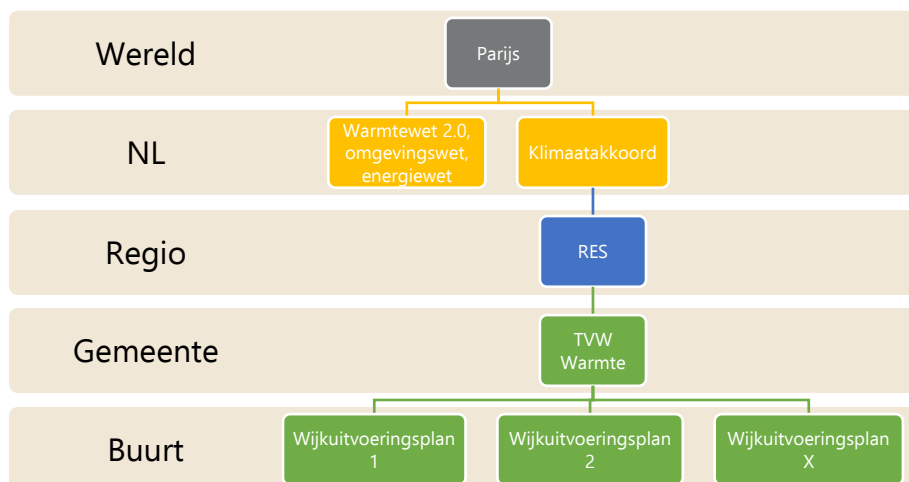 Wereld
Parijs
NL
Warmtewet 2.0,
omgevingswet,
energiewet
Klimaatakkoord
Regio
RES
Gemeente
TVW
Warmte
Buurt
Wijkuitvoeringsplan
1
Wijkuitvoeringsplan
2
Wijkuitvoeringsplan
X